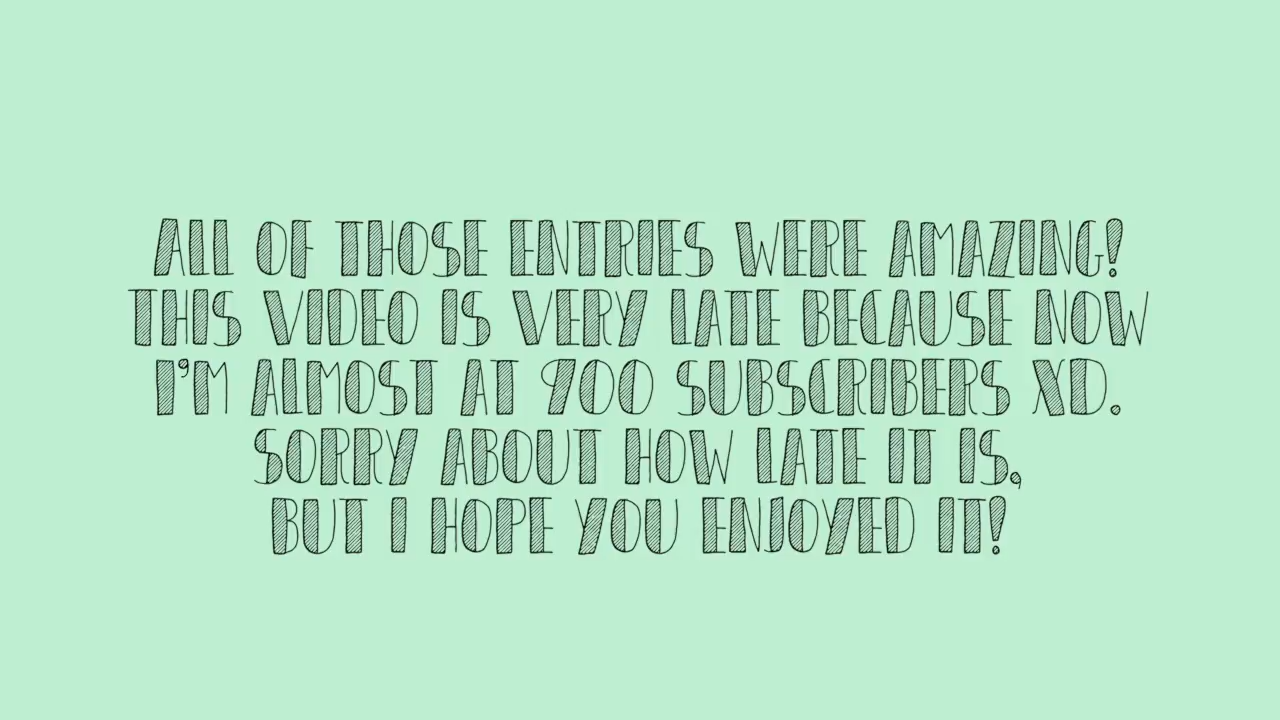 ALL OF THOSE ENTRIES WERE AMAZING!
THIS VIDEO IS VERY LATE BECAUSE NOW
I'M ALMOST AT 900 SUBSCRIBERS XD.
SORRY ABOUT HOW LATE IT IS,
BUT I HOPE YOU ENJOYED IT!